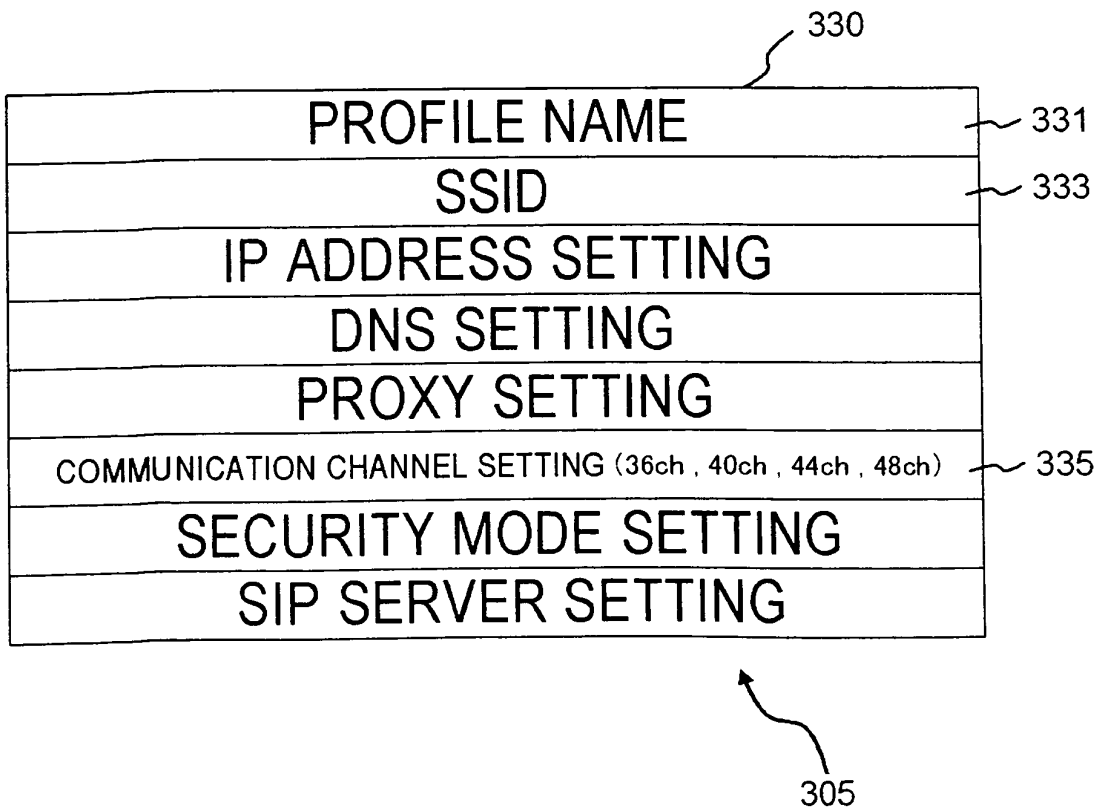 330
PROFILE NAME
331
SSID
333
IP ADDRESS SETTING
DNS SETTING
PROXY SETTING
COMMUNICATION CHANNEL SETTING (36ch , 40ch , 44ch , 48ch)
335
SECURITY MODE SETTING
SIP SERVER SETTING
305